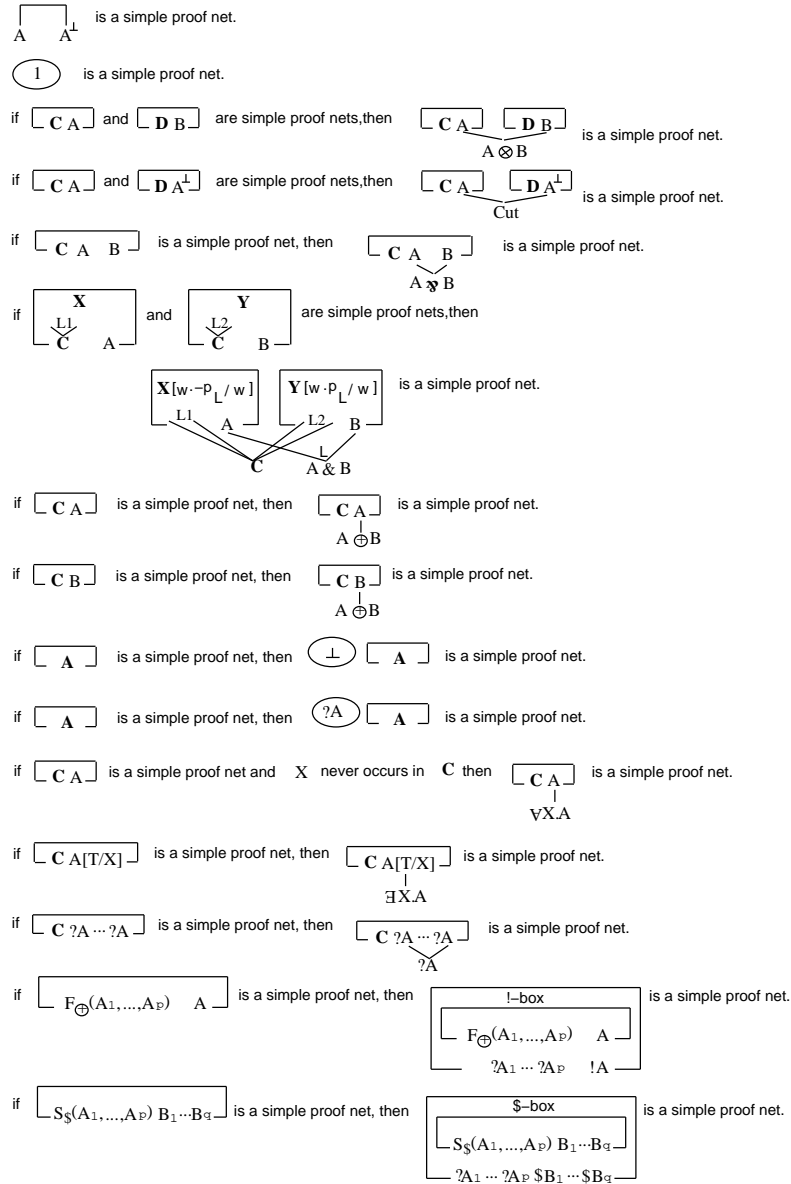 A A⊥ is a simple proof net.
1 is a simple proof net.
if C A and D B are simple proof nets,then C A D B is a simple proof net.
A ⊗ B
if C A and D A⊥ are simple proof nets,then C A D A⊥ is a simple proof net.
Cut
if C A B is a simple proof net, then C A B is a simple proof net.
A ⅋ B
X Y
if L1 and L2 are simple proof nets,then
C A C B
X[w·¬p_L / w ] Y[w·p_L / w ] is a simple proof net.
L1 A L2 B
L
C A & B
if C A is a simple proof net, then C A is a simple proof net.
A ⊕ B
if C B is a simple proof net, then C B is a simple proof net.
A ⊕ B
if A is a simple proof net, then ⊥ A is a simple proof net.
if A is a simple proof net, then ?A A is a simple proof net.
if C A is a simple proof net and X never occurs in C then C A is a simple proof net.
∀X.A
if C A[T/X] is a simple proof net, then C A[T/X] is a simple proof net.
∃X.A
if C ?A ··· ?A is a simple proof net, then C ?A ··· ?A is a simple proof net.
?A
if F⊕(A1,...,Ap) A is a simple proof net, then !−box is a simple proof net.
F⊕(A1,...,Ap) A
?A1 ··· ?Ap !A
if S$(A1,...,Ap) B1···Bq is a simple proof net, then $−box is a simple proof net.
S$(A1,...,Ap) B1···Bq
?A1 ··· ?Ap $B1 ··· $Bq